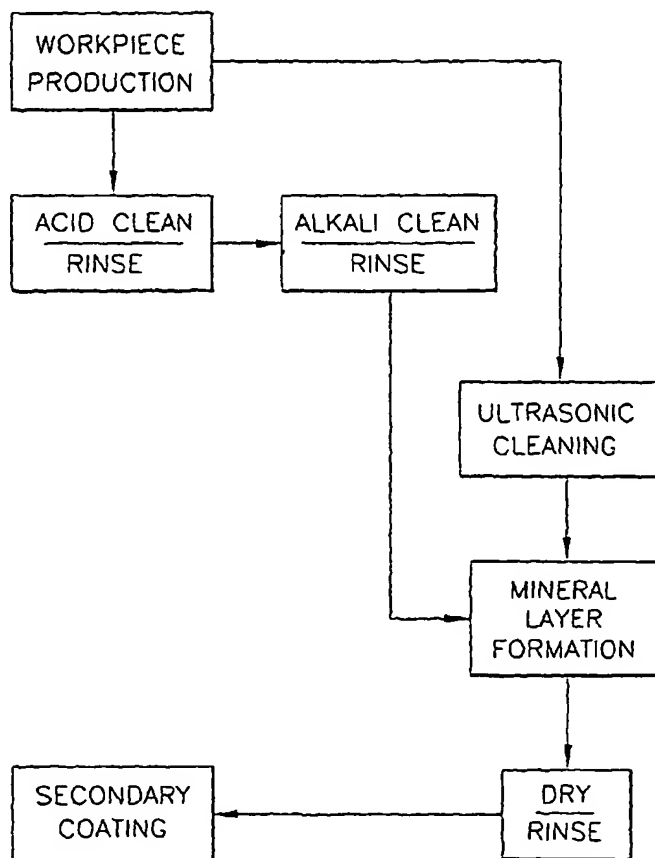 WORKPIECE
PRODUCTION
ACID CLEAN
RINSE
ALKALI CLEAN
RINSE
ULTRASONIC
CLEANING
MINERAL
LAYER
FORMATION
SECONDARY
COATING
DRY
RINSE